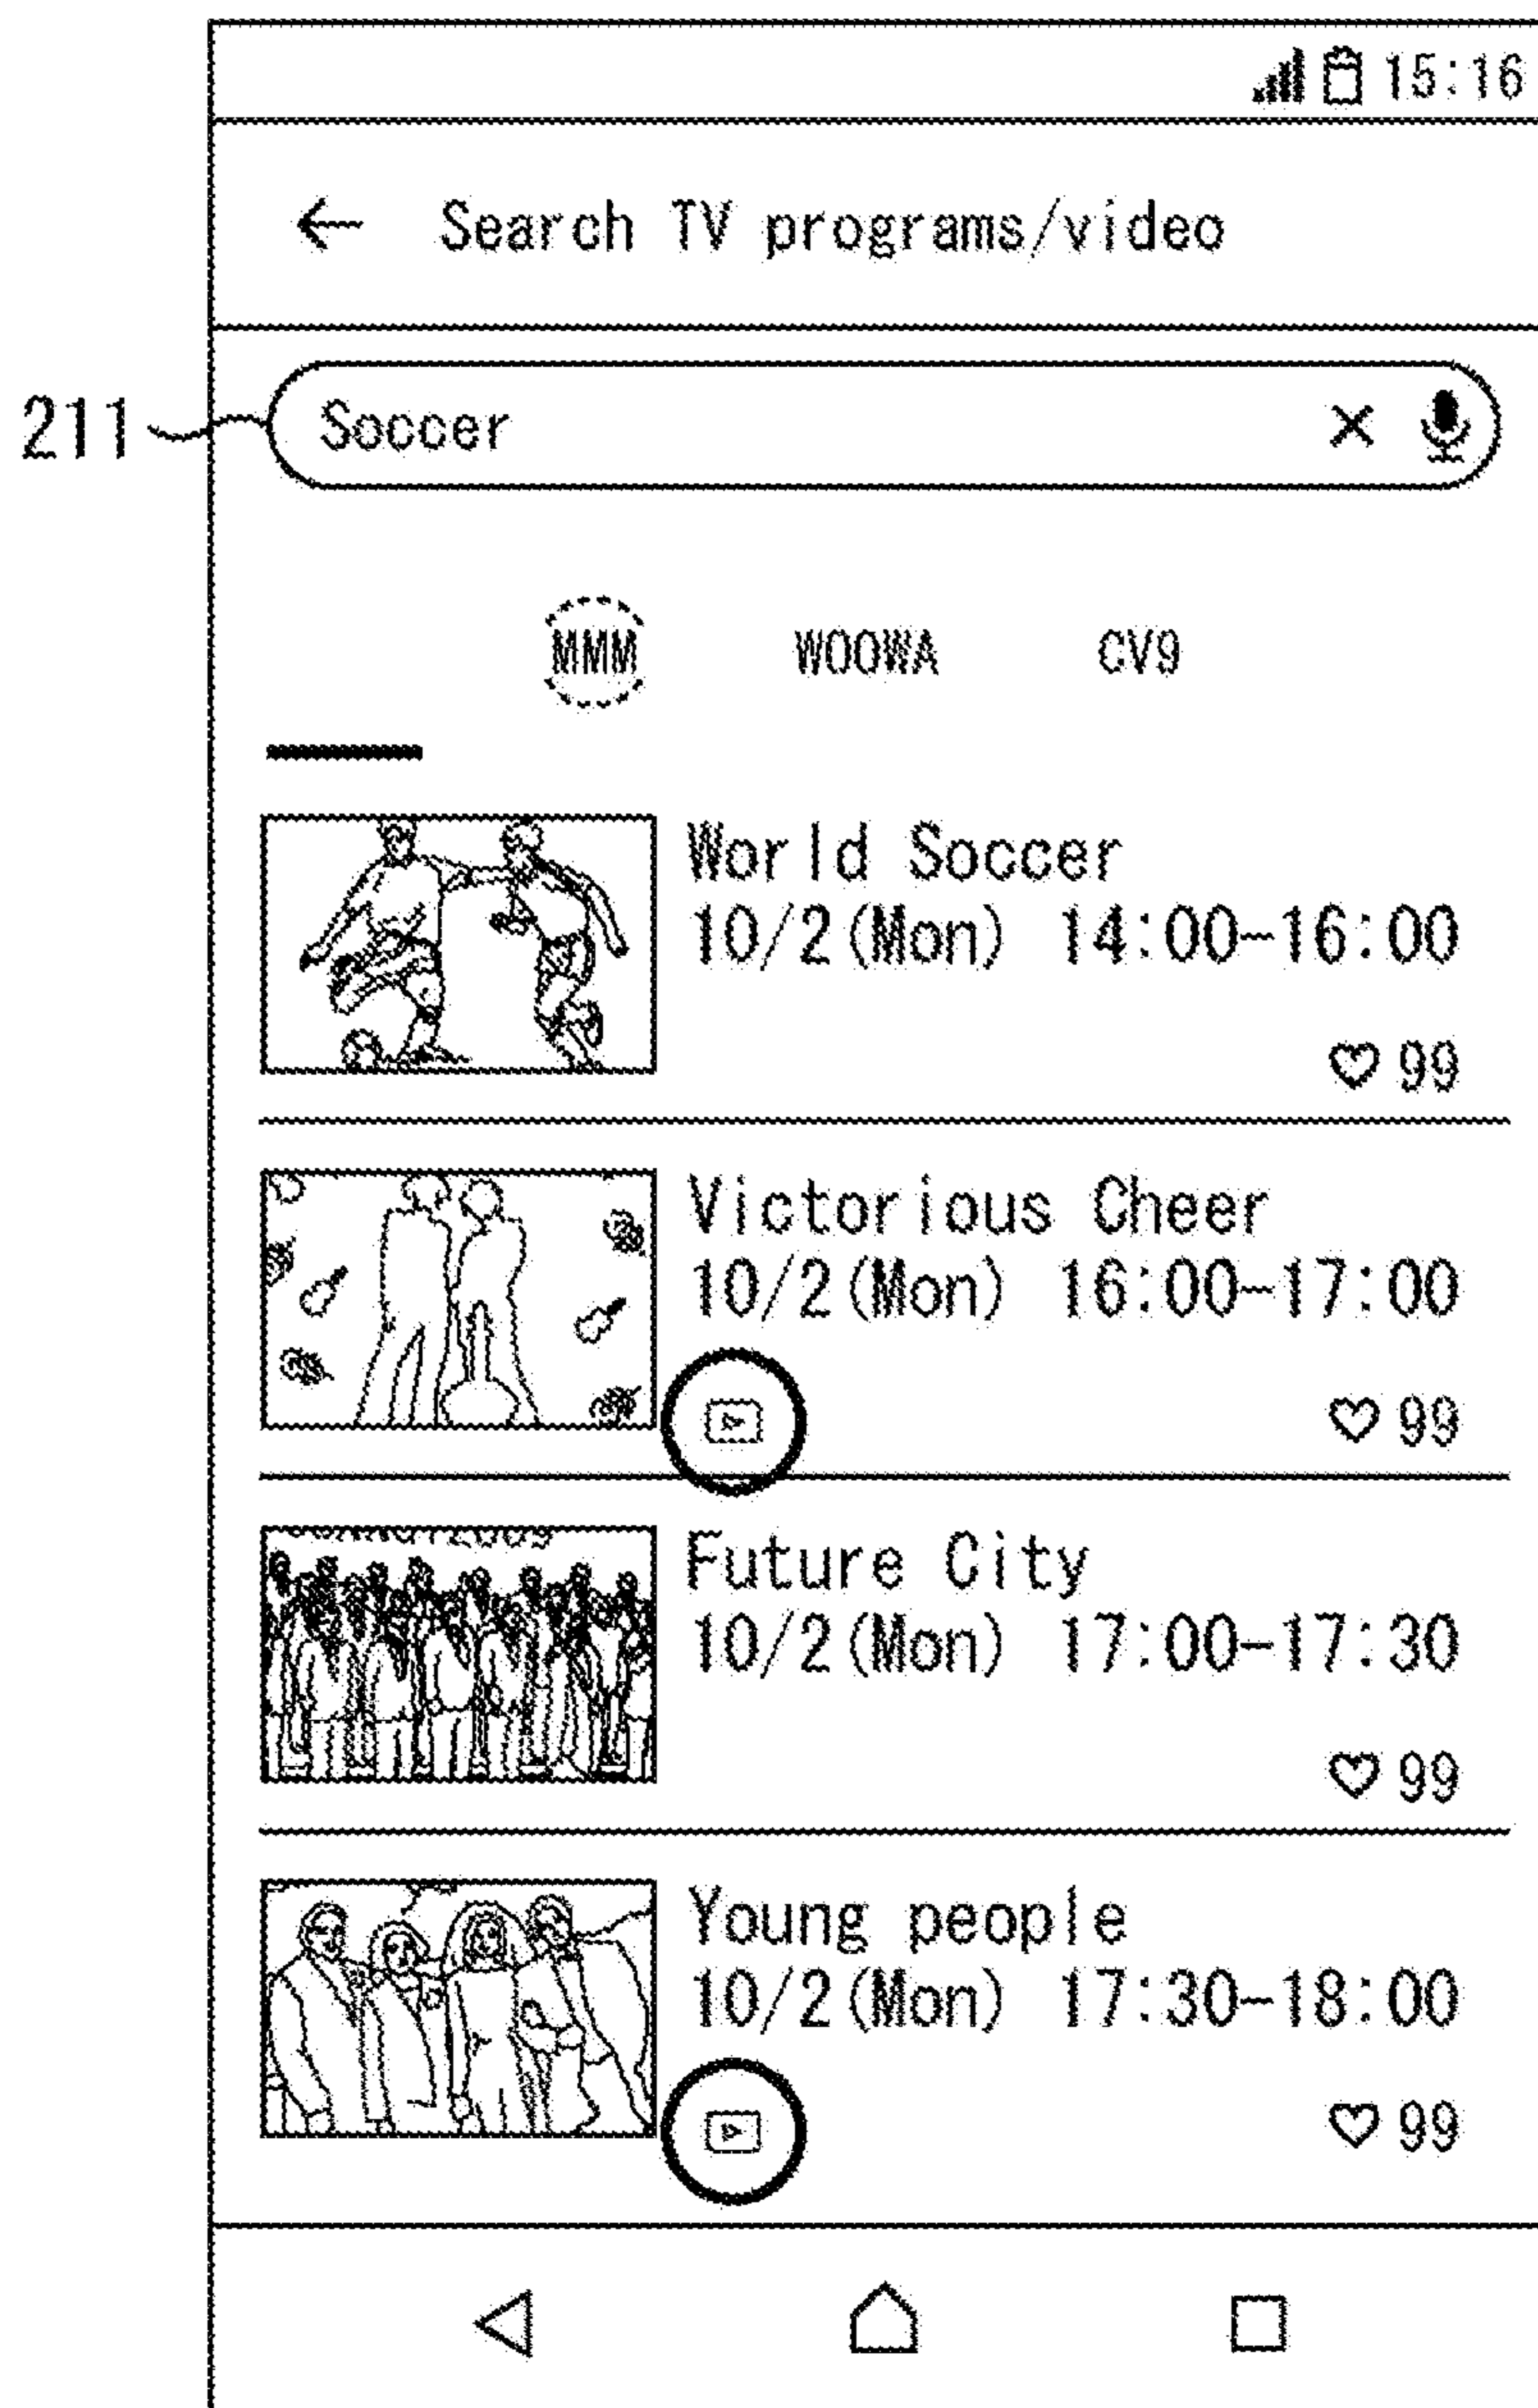 15:16
← Search TV programs/video
211
Soccer ×
MMM WOOWA CV9
World Soccer
10/2(Mon) 14:00-16:00
♡ 99
Victorious Cheer
10/2(Mon) 16:00-17:00
♡ 99
Future City
10/2(Mon) 17:00-17:30
♡ 99
Young people
10/2(Mon) 17:30-18:00
♡ 99